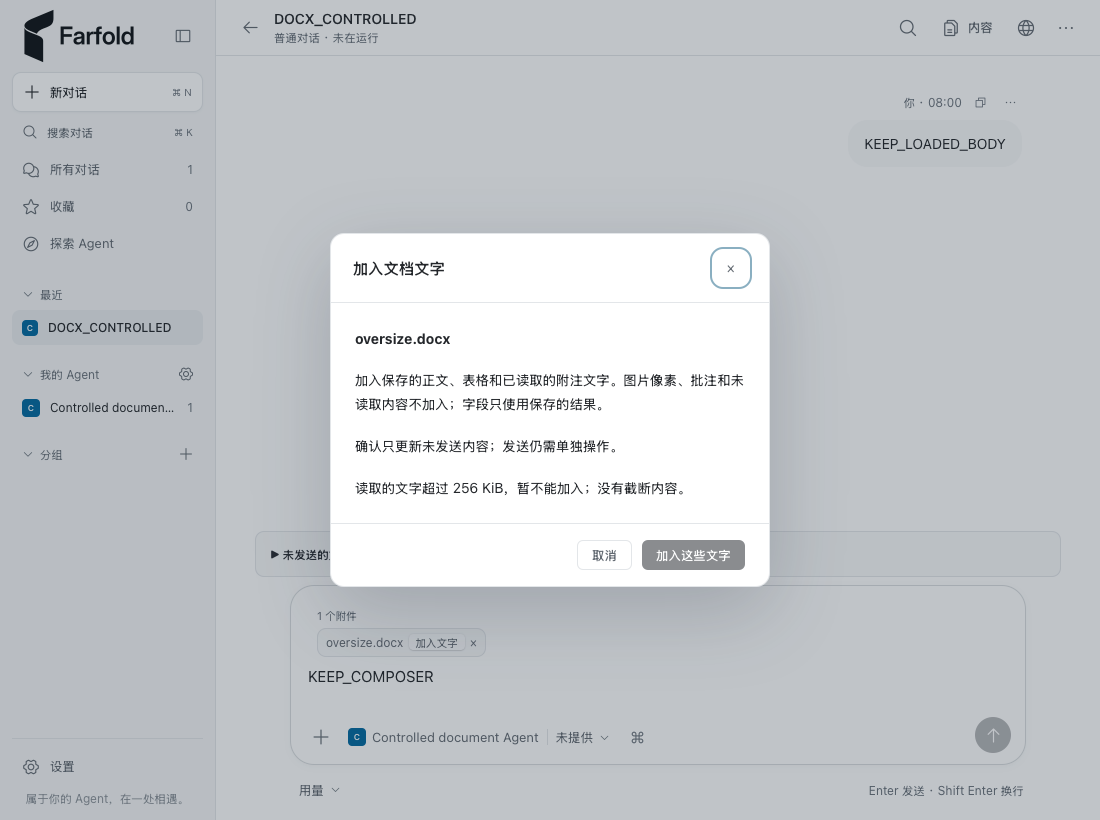 Farfold
新对话
⌘ N
搜索对话
⌘ K
所有对话
1
收藏
0
探索 Agent
最近
C
DOCX_CONTROLLED
我的 Agent
C
Controlled documen...
1
分组
设置
属于你的 Agent，在一处相遇。
DOCX_CONTROLLED
普通对话 · 未在运行
内容
你 · 08:00
KEEP_LOADED_BODY
加入文档文字
×
oversize.docx
加入保存的正文、表格和已读取的附注文字。图片像素、批注和未
读取内容不加入；字段只使用保存的结果。
确认只更新未发送内容；发送仍需单独操作。
读取的文字超过 256 KiB，暂不能加入；没有截断内容。
取消
加入这些文字
未发送的
1 个附件
oversize.docx
加入文字
×
KEEP_COMPOSER
C
Controlled document Agent
未提供
⌘
用量
Enter 发送 · Shift Enter 换行